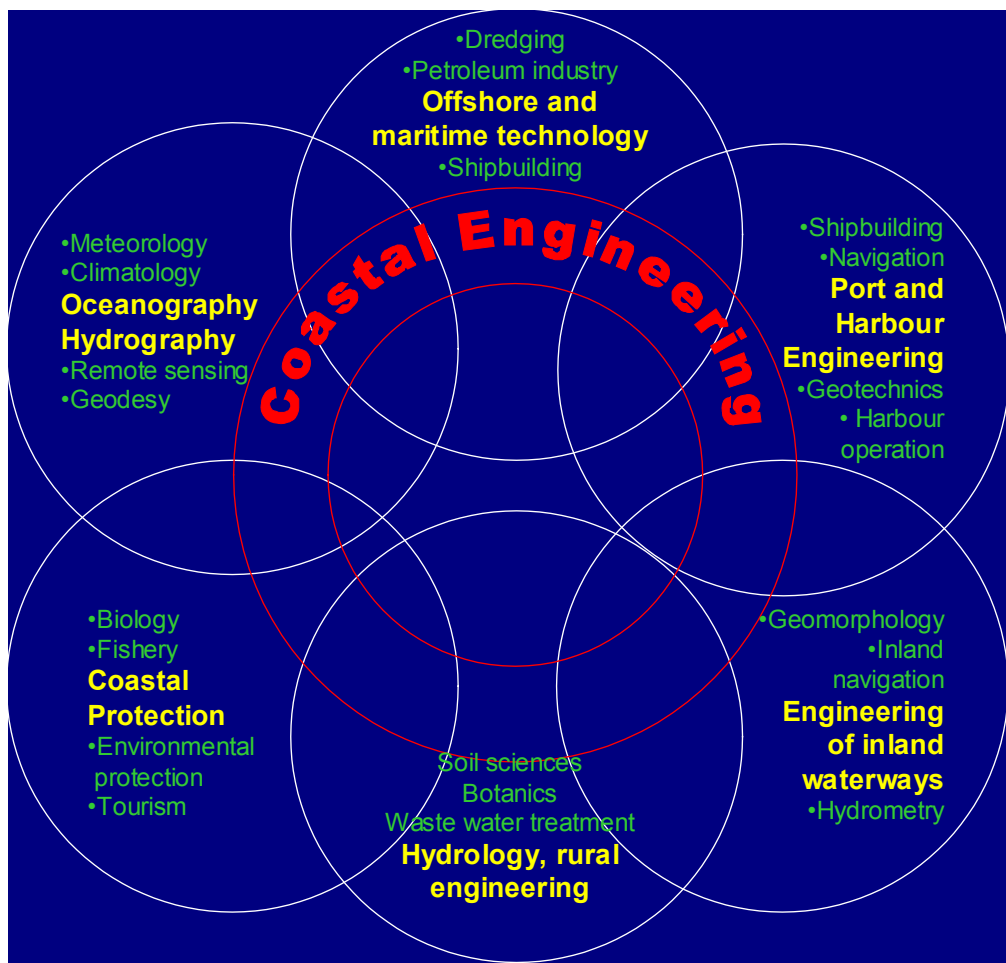 •Dredging
•Petroleum industry
Offshore and
maritime technology
•Shipbuilding
Coastal Engineering
•Meteorology
•Climatology
Oceanography
Hydrography
•Remote sensing
•Geodesy
•Shipbuilding
•Navigation
Port and
Harbour
Engineering
•Geotechnics
• Harbour
operation
•Biology
•Fishery
Coastal
Protection
•Environmental
protection
•Tourism
Soil sciences
Botanics
Waste water treatment
Hydrology, rural
engineering
•Geomorphology
•Inland
navigation
Engineering
of inland
waterways
•Hydrometry